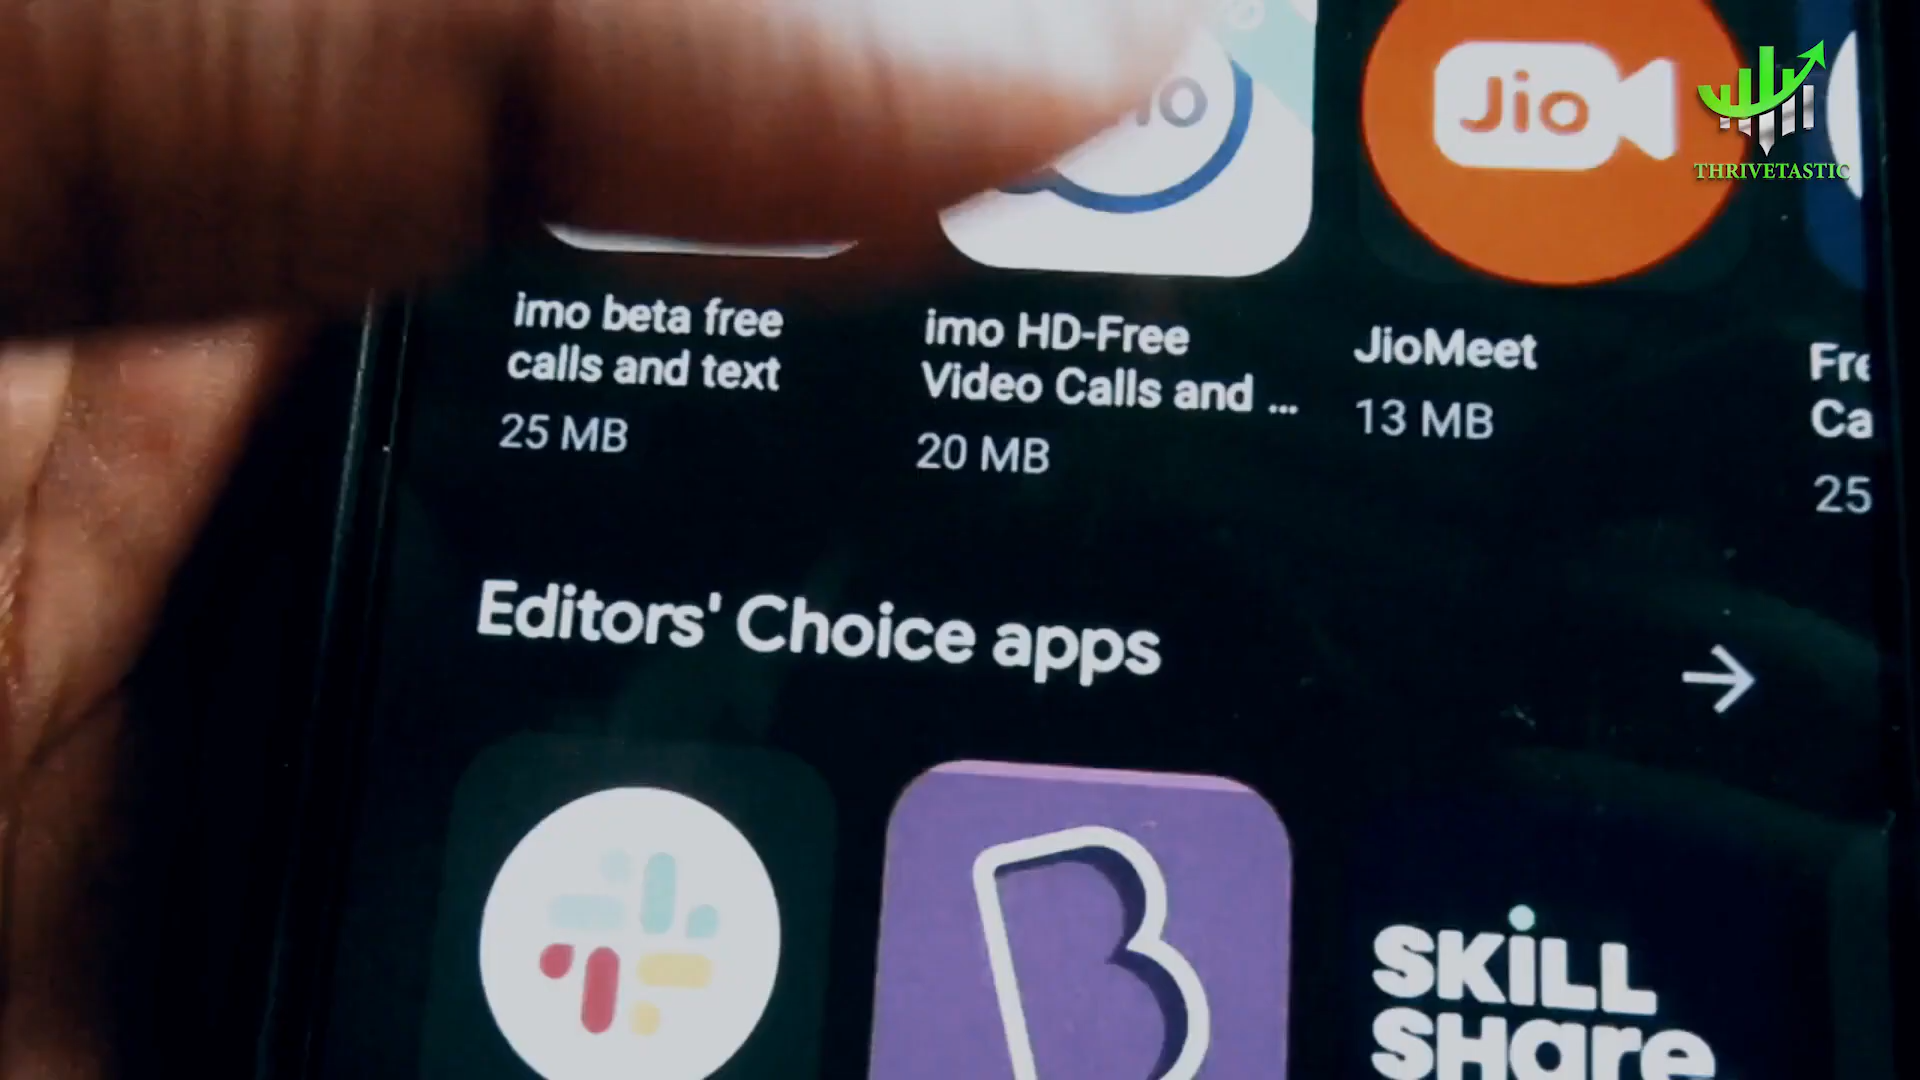 Jio
THRIVETASTIC
imo beta free
calls and text
25 MB
imo HD-Free
Video Calls and ...
20 MB
JioMeet
13 MB
Editors' Choice apps
B
SKiLL
SHare